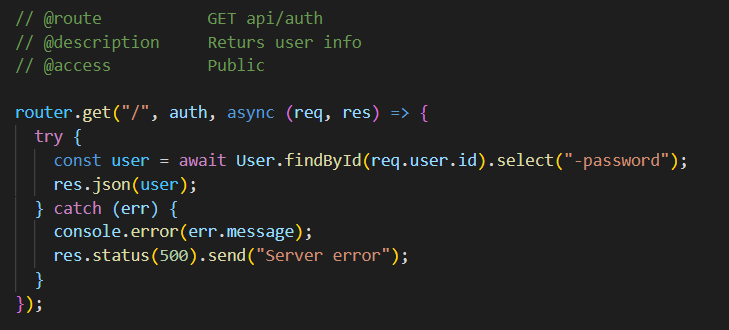 // @route           GET api/auth
// @description     Returs user info
// @access          Public
router.get("/", auth, async (req, res) => {
  try {
    const user = await User.findById(req.user.id).select("-password");
    res.json(user);
  } catch (err) {
    console.error(err.message);
    res.status(500).send("Server error");
  }
});